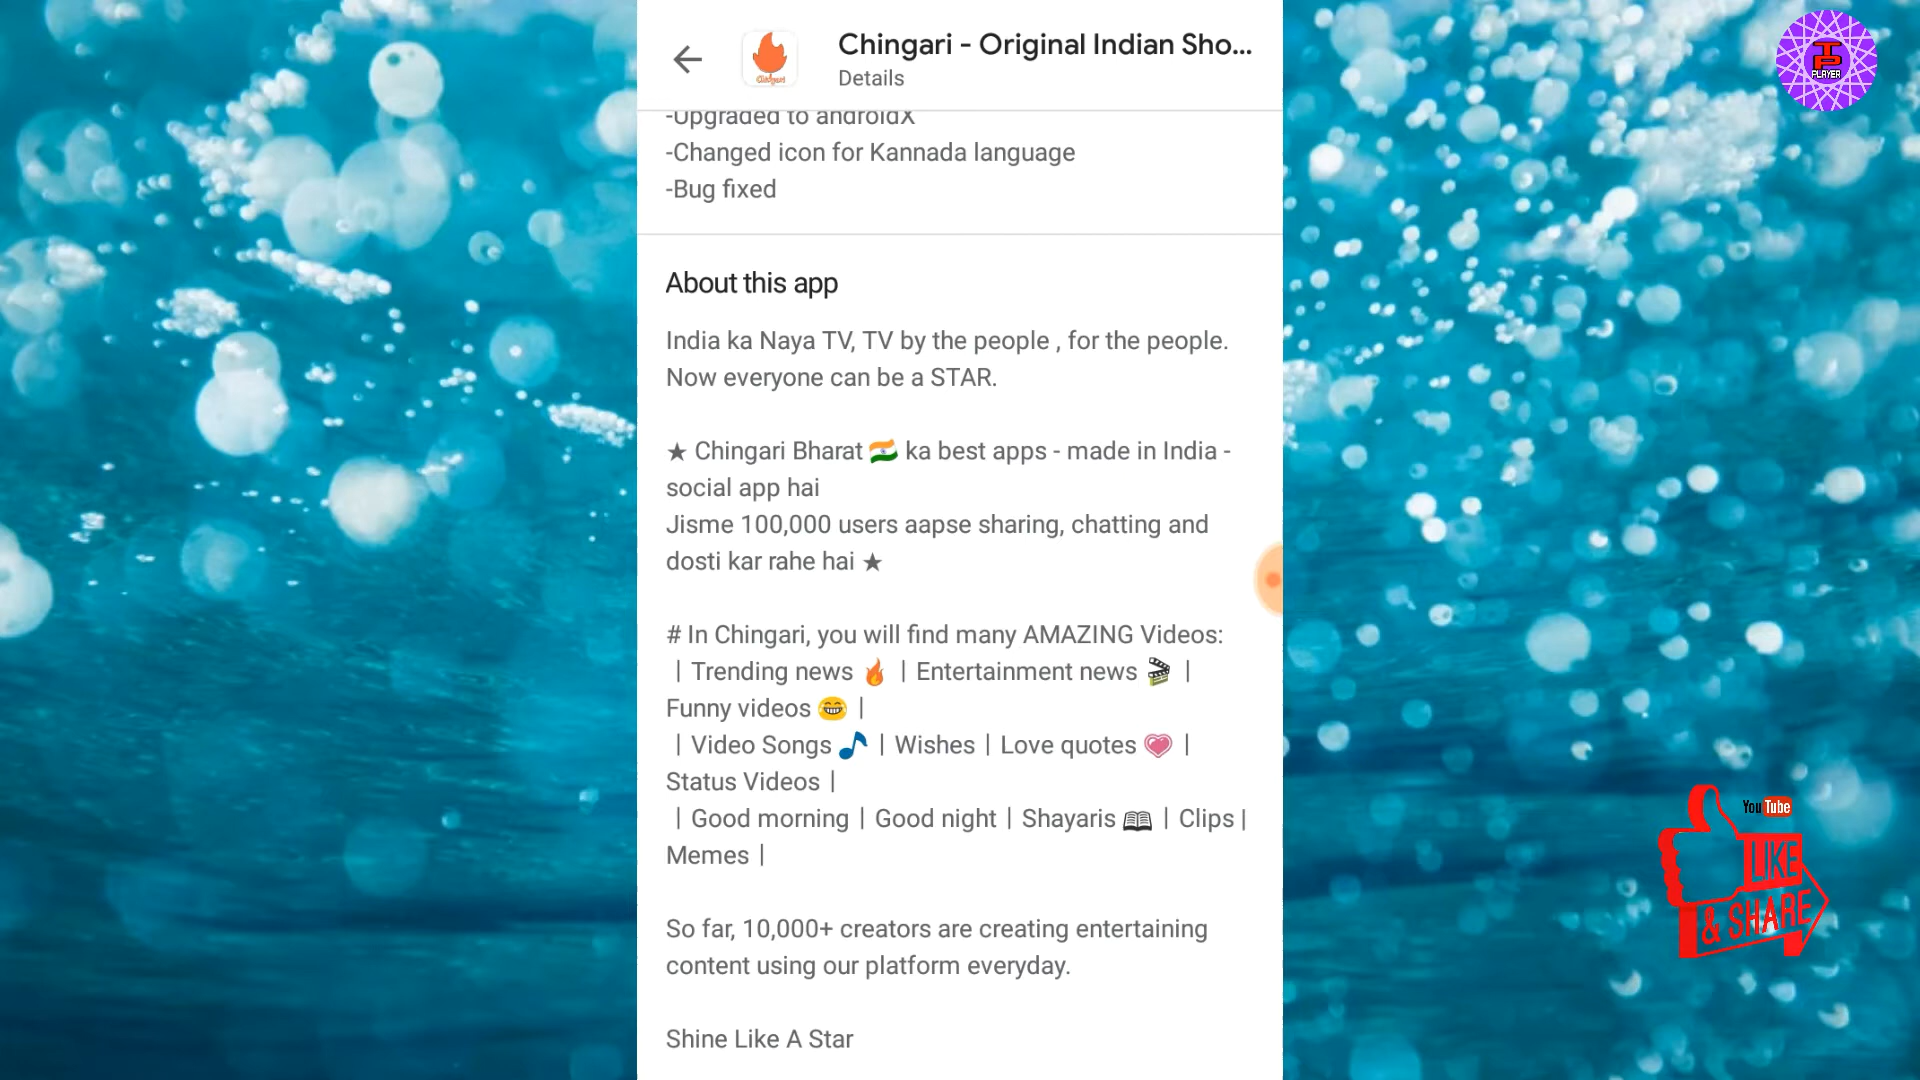 Chingari - Original Indian Sho...
Details
Chingari
T
P
PLAYER
-Upgraded to androidX
-Changed icon for Kannada language
-Bug fixed
About this app
India ka Naya TV, TV by the people , for the people.
Now everyone can be a STAR.
★ Chingari Bharat 🇮🇳 ka best apps - made in India -
social app hai
Jisme 100,000 users aapse sharing, chatting and
dosti kar rahe hai ★
# In Chingari, you will find many AMAZING Videos:
| Trending news 🔥 | Entertainment news 🎬 |
Funny videos 😂 |
| Video Songs 🎵 | Wishes | Love quotes 💗 |
Status Videos |
| Good morning | Good night | Shayaris 📖 | Clips |
Memes |
So far, 10,000+ creators are creating entertaining
content using our platform everyday.
Shine Like A Star
YouTube
LIKE
& SHARE